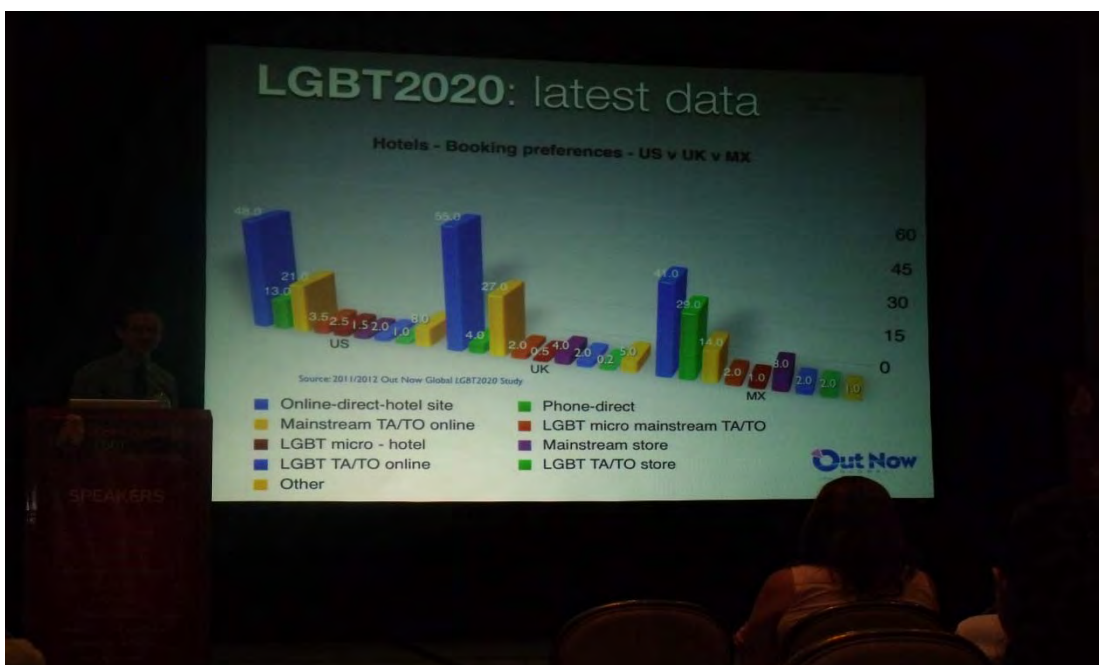 LGBT2020: latest data
Hotels - Booking preferences - US v UK v MX
48.0 13.0 21.0 3.5 2.5 1.5 2.0 1.0 8.0
55.0 4.0 27.0 2.0 0.5 4.0 2.0 0.2 5.0
41.0 29.0 14.0 2.0 1.0 8.0 2.0 2.0 1.0
60
45
30
15
0
US
UK
MX
Source: 2011/2012 Out Now Global LGBT2020 Study
Online-direct-hotel site
Phone-direct
Mainstream TA/TO online
LGBT micro mainstream TA/TO
LGBT micro - hotel
Mainstream store
LGBT TA/TO online
LGBT TA/TO store
Other
Out Now
GLOBAL
SPEAKERS